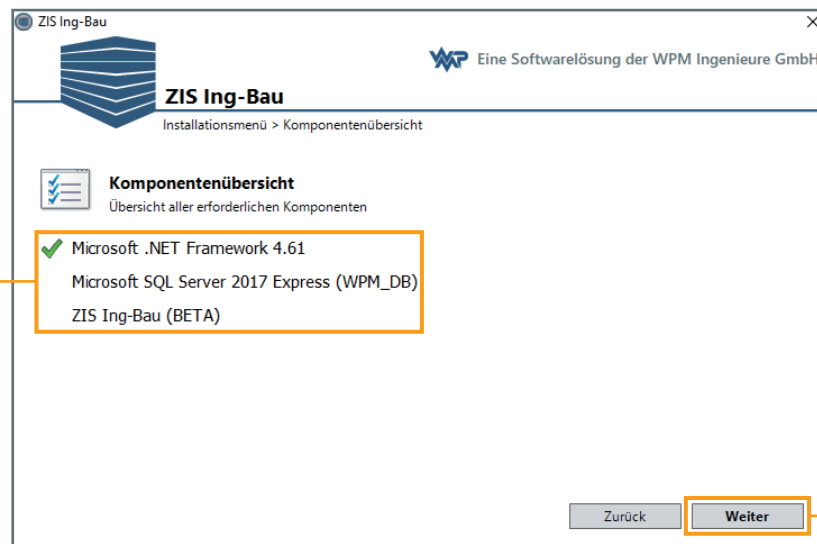 ZIS Ing-Bau
WMP Eine Softwarelösung der WPM Ingenieure GmbH
ZIS Ing-Bau
Installationsmenü > Komponentenübersicht
Komponentenübersicht
Übersicht aller erforderlichen Komponenten
Microsoft .NET Framework 4.61
Microsoft SQL Server 2017 Express (WPM_DB)
ZIS Ing-Bau (BETA)
Zurück Weiter